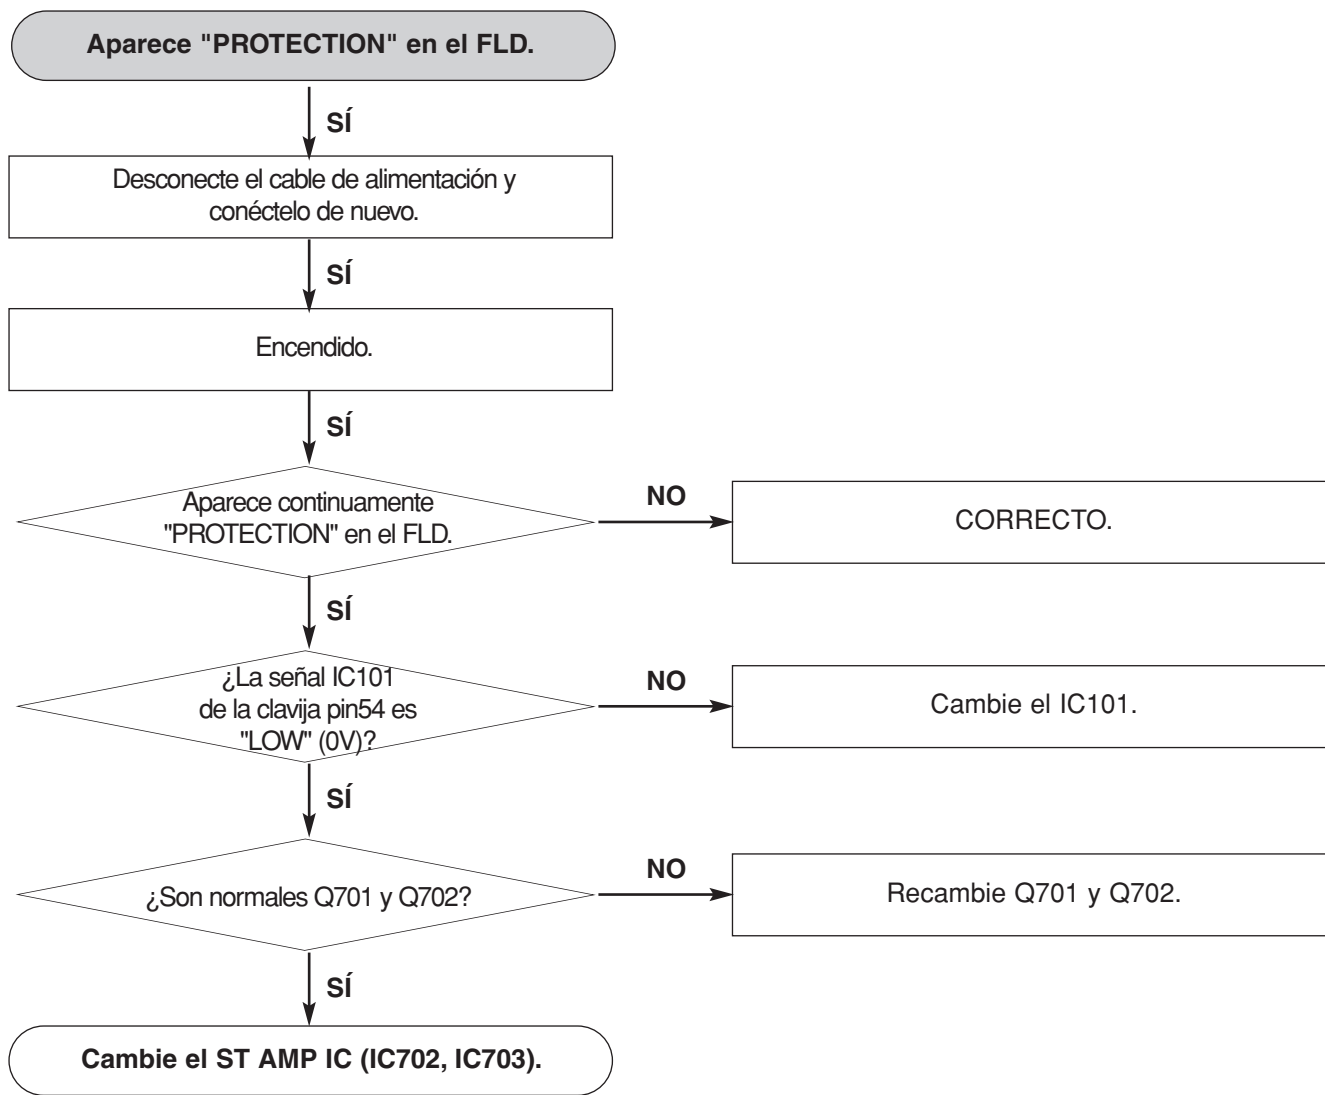 Aparece "PROTECTION" en el FLD.
SÍ
Desconecte el cable de alimentación y
conéctelo de nuevo.
SÍ
Encendido.
SÍ
Aparece continuamente
"PROTECTION" en el FLD.
NO
CORRECTO.
SÍ
¿La señal IC101
de la clavija pin54 es
"LOW" (0V)?
NO
Cambie el IC101.
SÍ
¿Son normales Q701 y Q702?
NO
Recambie Q701 y Q702.
SÍ
Cambie el ST AMP IC (IC702, IC703).